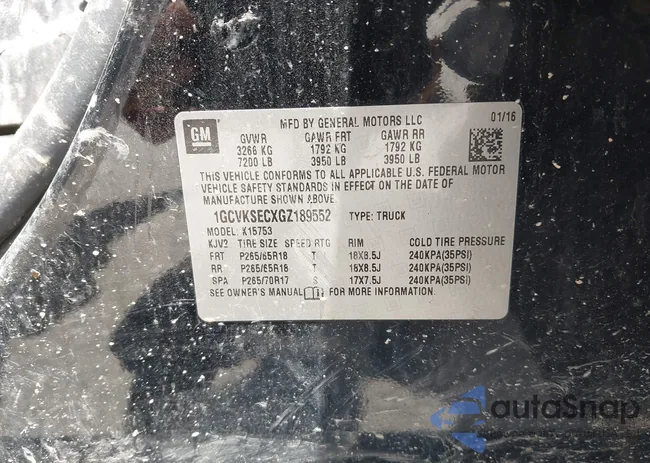 GM
MFD BY GENERAL MOTORS LLC 01/16
GVWR GAWR FRT GAWR RR
3266 KG 1792 KG 1792 KG
7200 LB 3950 LB 3950 LB
THIS VEHICLE CONFORMS TO ALL APPLICABLE U.S. FEDERAL MOTOR
VEHICLE SAFETY STANDARDS IN EFFECT ON THE DATE OF
MANUFACTURE SHOWN ABOVE.
1GCVKSECXGZ189552 TYPE: TRUCK
MODEL: K15753
KJV2 TIRE SIZE SPEED RTG RIM COLD TIRE PRESSURE
FRT P265/65R18 T 18X8.5J 240KPA(35PSI)
RR P265/65R18 T 18X8.5J 240KPA(35PSI)
SPA P265/70R17 S 17X7.5J 240KPA(35PSI)
SEE OWNER'S MANUAL FOR MORE INFORMATION.
autoSnap